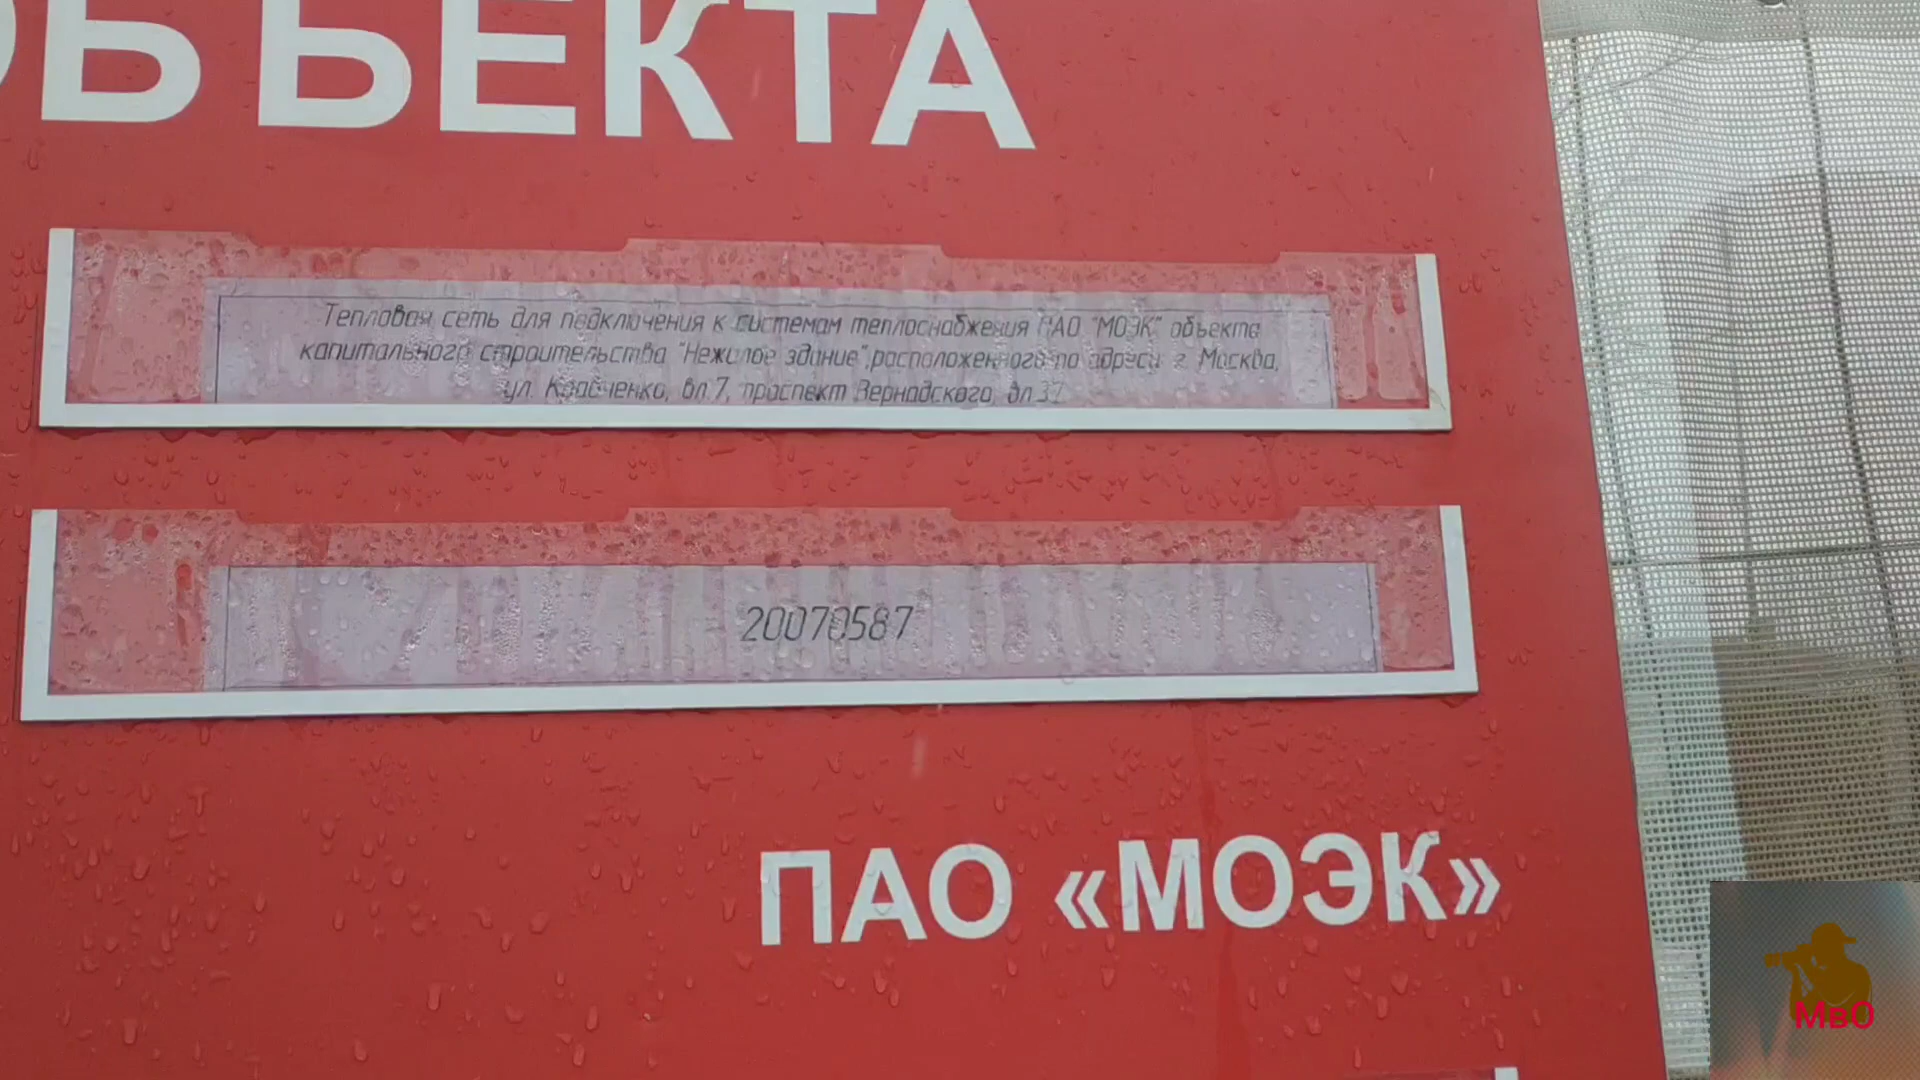 ОБЪЕКТА
Тепловая сеть для подключения к системам теплоснабжения ПАО "МОЭК" объекта
капитального строительства "Нежилое здание",расположенного по адресу: г. Москва,
ул. Кравченко, вл.7, проспект Вернадского, вл.37
20070587
ПАО «МОЭК»
МвО